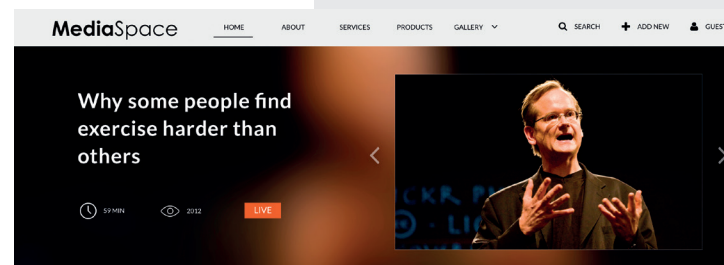 MediaSpace HOME ABOUT SERVICES PRODUCTS GALLERY SEARCH ADD NEW GUEST
Why some people find
exercise harder than
others
59 MIN 2012 LIVE